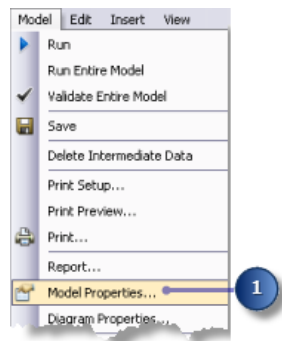 Model Edit Insert View
Run
Run Entire Model
Validate Entire Model
Save
Delete Intermediate Data
Print Setup...
Print Preview...
Print...
Report...
Model Properties... 1
Diagram Properties...